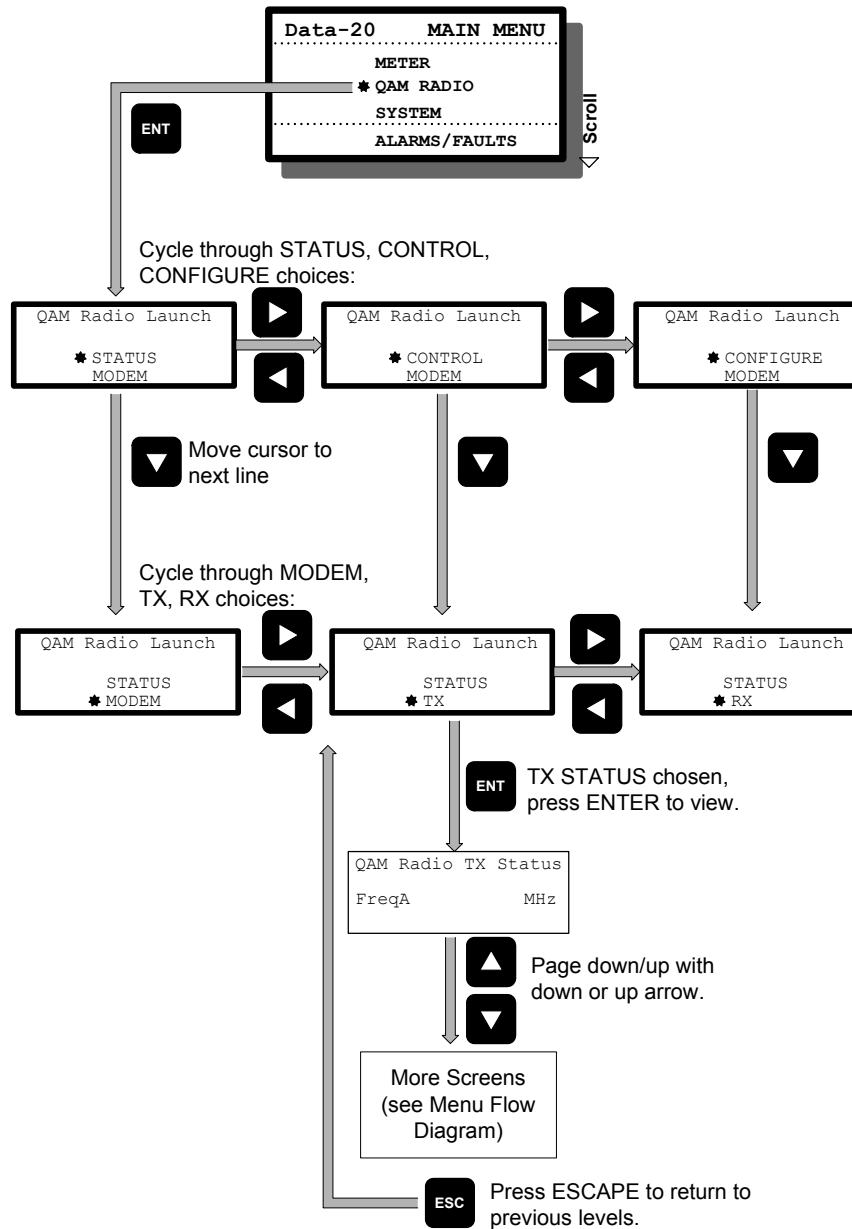 Data-20 MAIN MENU
METER
QAM RADIO
SYSTEM
ALARMS/FAULTS
Scroll
ENT
Cycle through STATUS, CONTROL,
CONFIGURE choices:
QAM Radio Launch
STATUS
MODEM
QAM Radio Launch
CONTROL
MODEM
QAM Radio Launch
CONFIGURE
MODEM
Move cursor to
next line
Cycle through MODEM,
TX, RX choices:
QAM Radio Launch
STATUS
MODEM
QAM Radio Launch
STATUS
TX
QAM Radio Launch
STATUS
RX
ENT
TX STATUS chosen,
press ENTER to view.
QAM Radio TX Status
FreqA MHz
Page down/up with
down or up arrow.
More Screens
(see Menu Flow
Diagram)
ESC
Press ESCAPE to return to
previous levels.